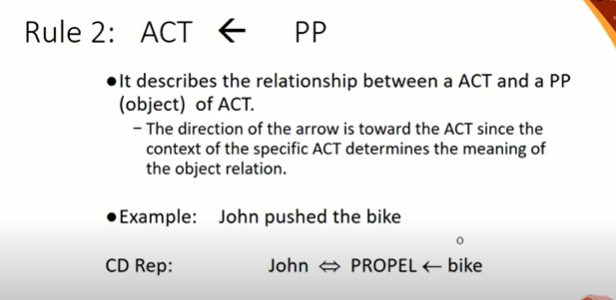 Rule 2: ACT ← PP
●It describes the relationship between a ACT and a PP
(object) of ACT.
– The direction of the arrow is toward the ACT since the
context of the specific ACT determines the meaning of
the object relation.
●Example: John pushed the bike
o
CD Rep: John ⇔ PROPEL ← bike